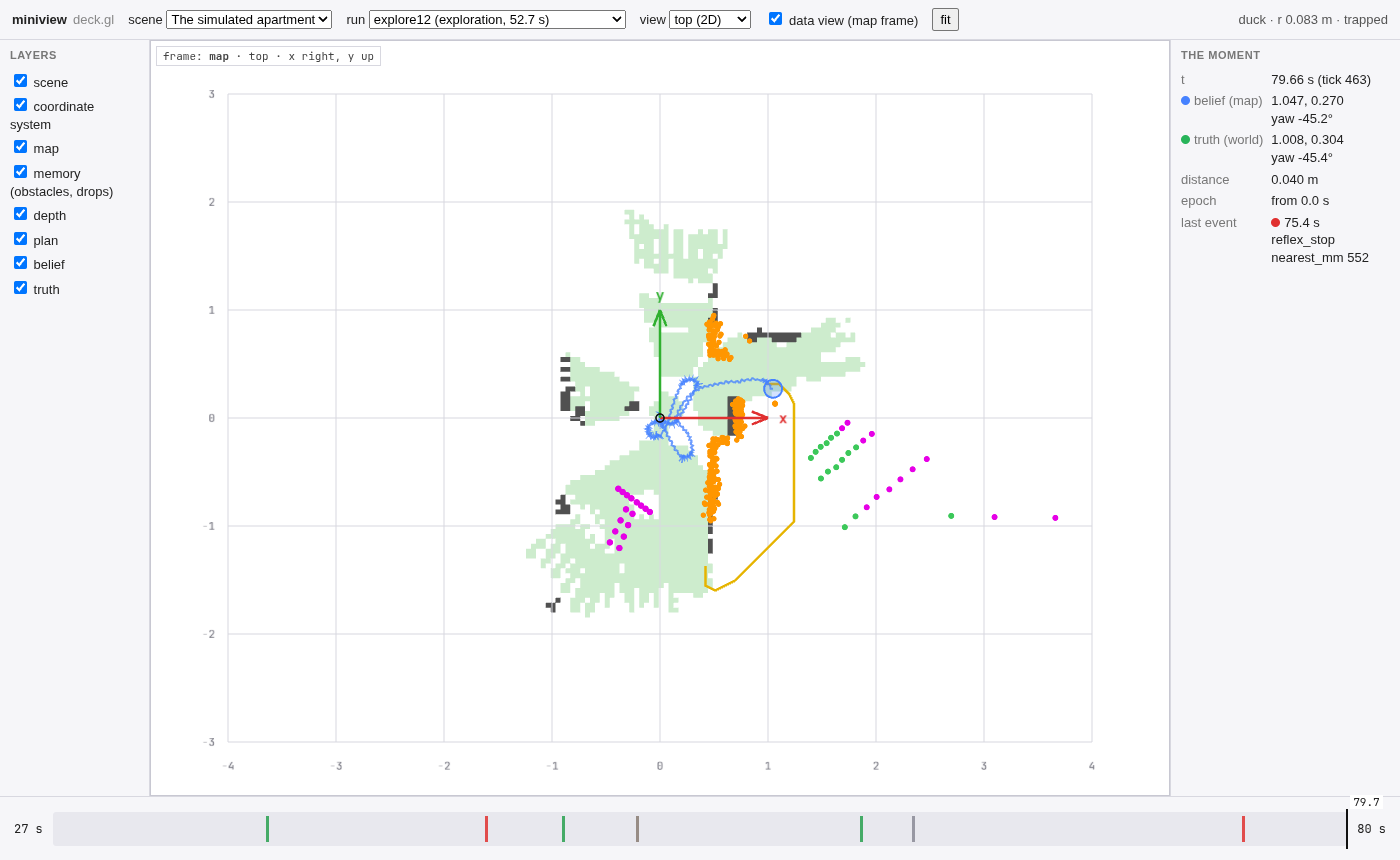 miniview deck.gl scene The simulated apartment run explore12 (exploration, 52.7 s) view top (2D) data view (map frame) fit duck · r 0.083 m · trapped
LAYERS
scene
coordinate
system
map
memory
(obstacles, drops)
depth
plan
belief
truth
frame: map · top · x right, y up
3
2
1
0
-1
-2
-3
-4 -3 -2 -1 0 1 2 3 4
y
x
THE MOMENT
t 79.66 s (tick 463)
belief (map) 1.047, 0.270
yaw -45.2°
truth (world) 1.008, 0.304
yaw -45.4°
distance 0.040 m
epoch from 0.0 s
last event 75.4 s
reflex_stop
nearest_mm 552
79.7
27 s 80 s